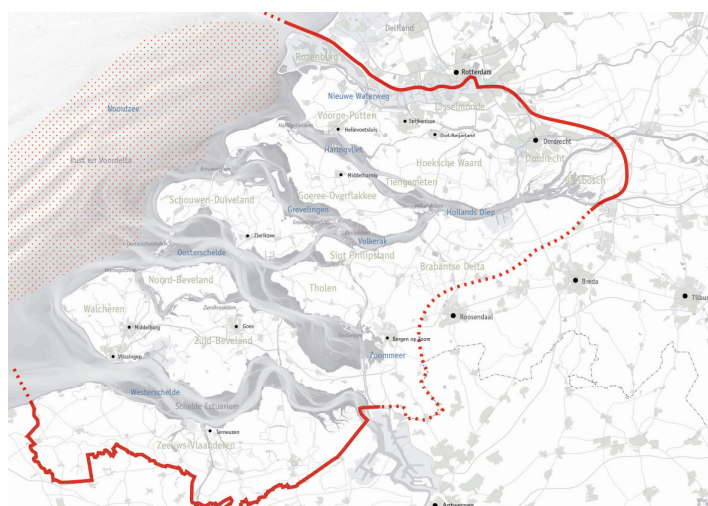 Delfland
Rozenburg
Rotterdam
Noordzee
Nieuwe Waterweg
IJsselmonde
Voorne-Putten
Spijkenisse
Hellevoetsluis
Oud-Beijerland
Dordrecht
Haringvliet
Kust en Voordelta
Hoeksche Waard
Dordrecht
Biesbosch
Middelharnis
Tiengemeten
Goeree-Overflakkee
Schouwen-Duiveland
Grevelingen
Hollands Diep
Zierikzee
Volkerak
Oosterschelde
Sint Philipsland
Brabantse Delta
Noord-Beveland
Tholen
Breda
Tilbu
Walcheren
Roosendaal
Middelburg
Goes
Zuid-Beveland
Bergen op Zoom
Vlissingen
Zoommeer
Westerschelde
Schelde Estuarium
Terneuzen
Zeeuws-Vlaanderen
Antwerpen